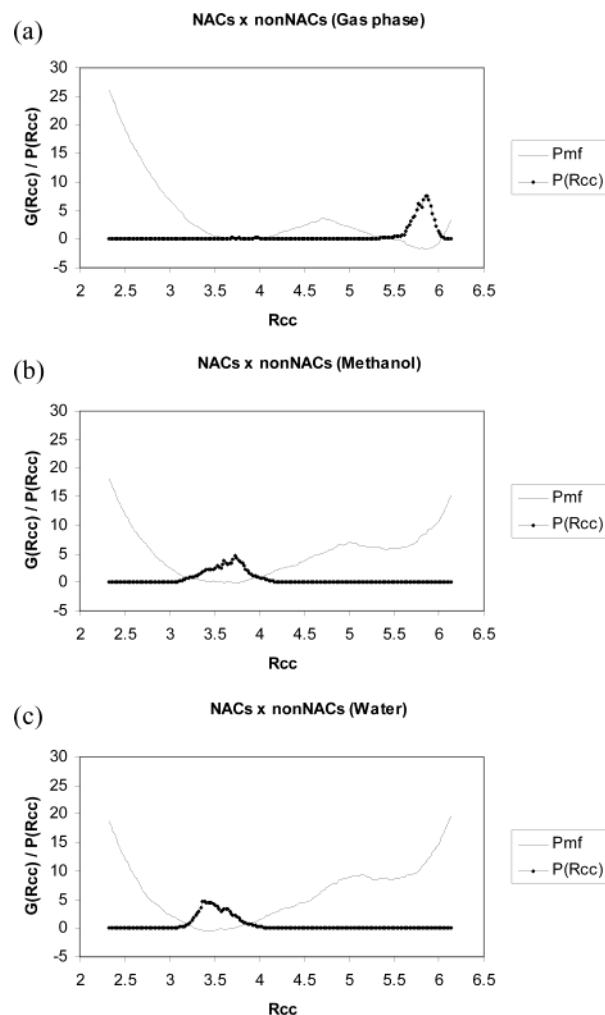 (a)
NACs x nonNACs (Gas phase)
30
25
20
15
10
5
0
-5
G(Rcc) / P(Rcc)
2 2.5 3 3.5 4 4.5 5 5.5 6 6.5
Rcc
Pmf
P(Rcc)
(b)
NACs x nonNACs (Methanol)
30
25
20
15
10
5
0
-5
G(Rcc) / P(Rcc)
2 2.5 3 3.5 4 4.5 5 5.5 6 6.5
Rcc
Pmf
P(Rcc)
(c)
NACs x nonNACs (Water)
30
25
20
15
10
5
0
-5
G(Rcc) / P(Rcc)
2 2.5 3 3.5 4 4.5 5 5.5 6 6.5
Rcc
Pmf
P(Rcc)